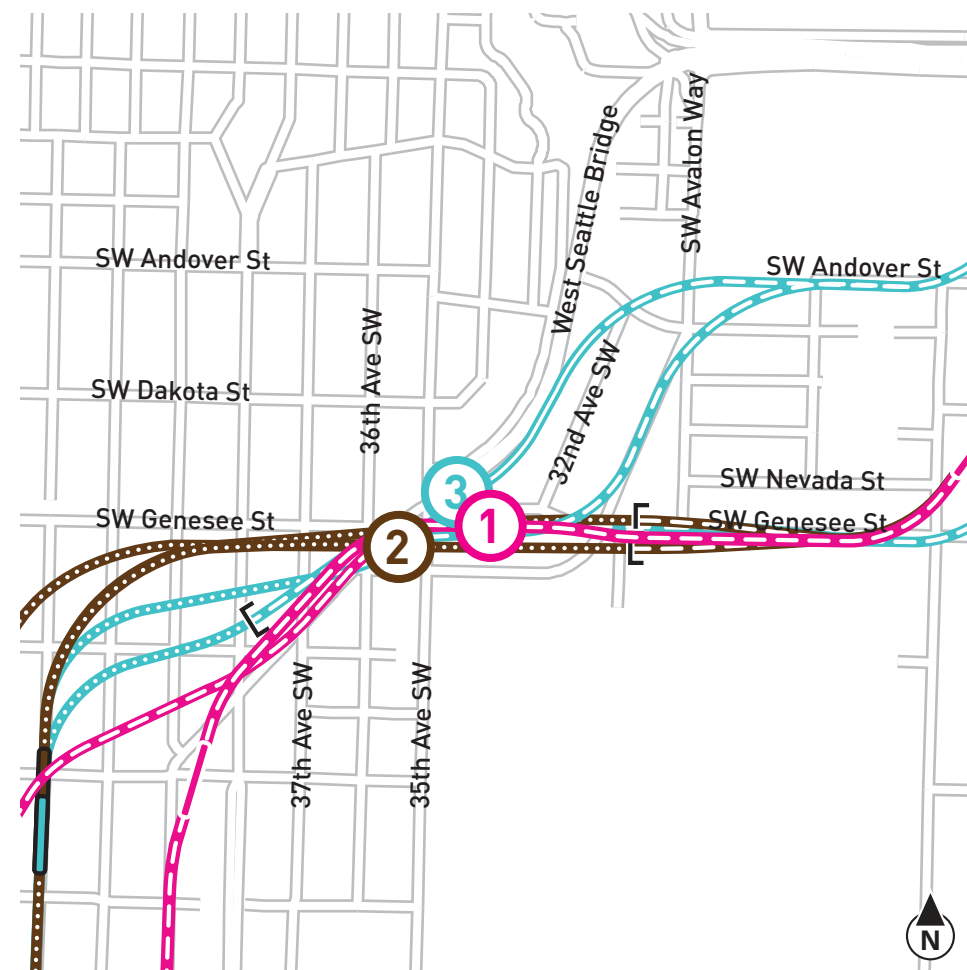 West Seattle Bridge
SW Avalon Way
SW Andover St
SW Andover St
36th Ave SW
32nd Ave SW
SW Dakota St
3
SW Nevada St
SW Genesee St
1
SW Genesee St
2
37th Ave SW
35th Ave SW
N